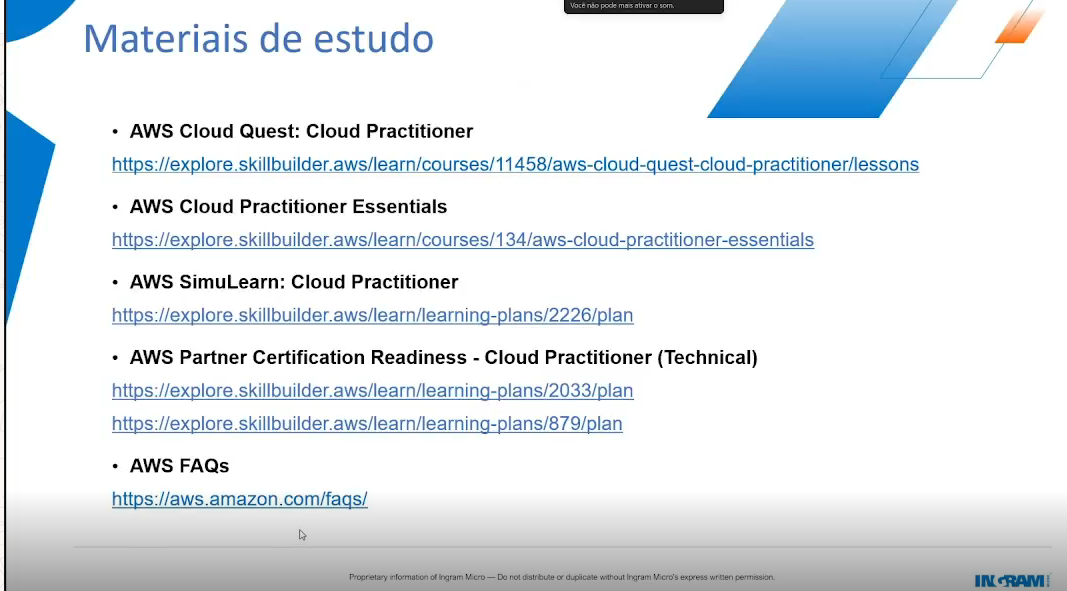 Você não pode mais ativar o som.
Materiais de estudo
• AWS Cloud Quest: Cloud Practitioner
https://explore.skillbuilder.aws/learn/courses/11458/aws-cloud-quest-cloud-practitioner/lessons
• AWS Cloud Practitioner Essentials
https://explore.skillbuilder.aws/learn/courses/134/aws-cloud-practitioner-essentials
• AWS SimuLearn: Cloud Practitioner
https://explore.skillbuilder.aws/learn/learning-plans/2226/plan
• AWS Partner Certification Readiness - Cloud Practitioner (Technical)
https://explore.skillbuilder.aws/learn/learning-plans/2033/plan
https://explore.skillbuilder.aws/learn/learning-plans/879/plan
• AWS FAQs
https://aws.amazon.com/faqs/
Proprietary information of Ingram Micro — Do not distribute or duplicate without Ingram Micro's express written permission.
INGRAM